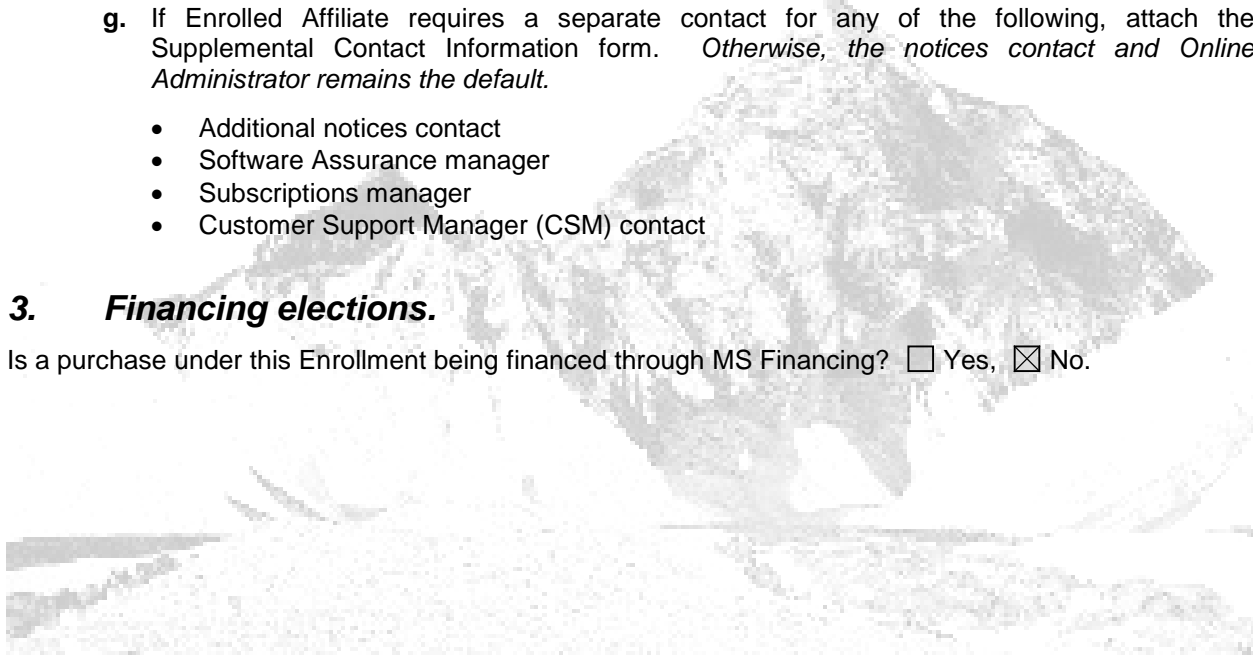 g. If Enrolled Affiliate requires a separate contact for any of the following, attach the
Supplemental Contact Information form. Otherwise, the notices contact and Online
Administrator remains the default.
• Additional notices contact
• Software Assurance manager
• Subscriptions manager
• Customer Support Manager (CSM) contact
3. Financing elections.
Is a purchase under this Enrollment being financed through MS Financing? ☐ Yes, ☒ No.